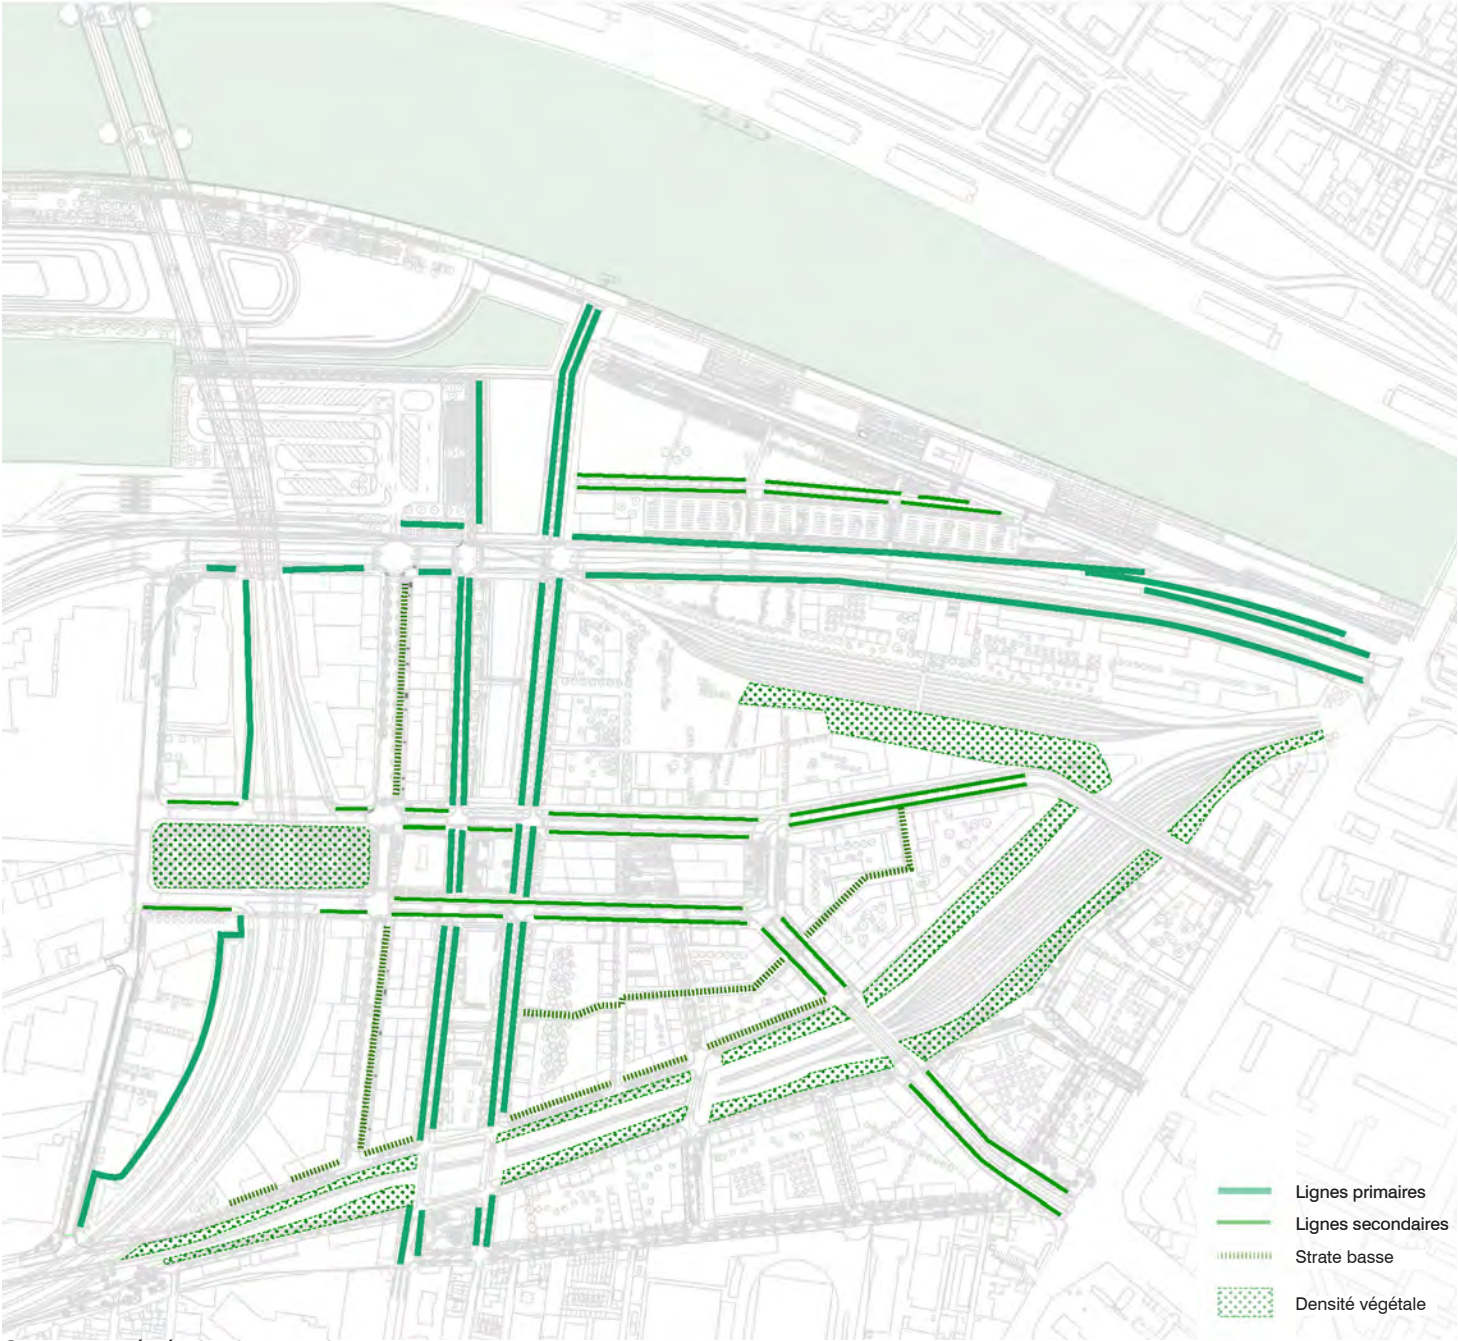 Lignes primaires
Lignes secondaires
Strate basse
Densité végétale